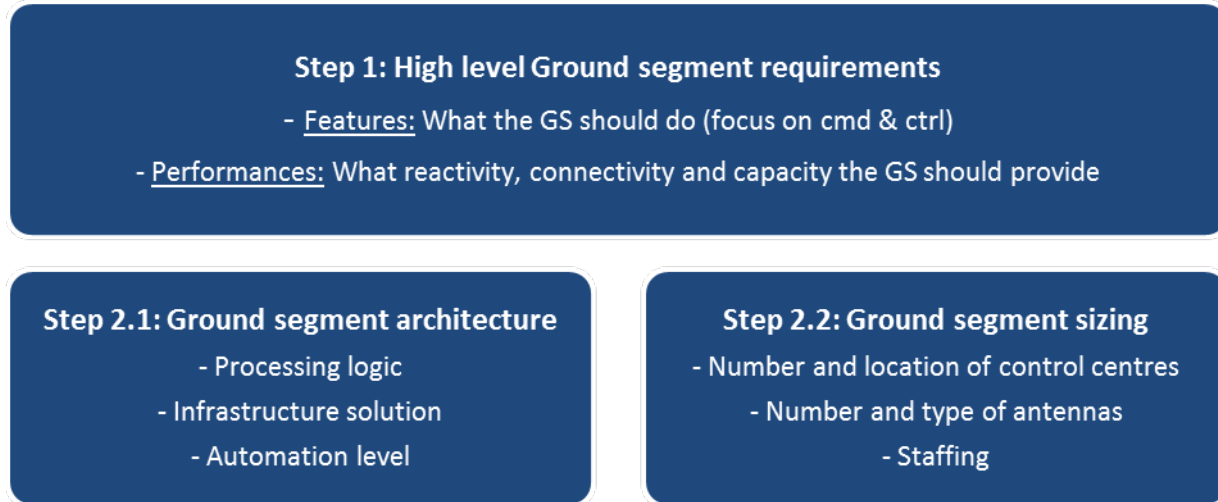 Step 1: High level Ground segment requirements
- Features: What the GS should do (focus on cmd & ctrl)
- Performances: What reactivity, connectivity and capacity the GS should provide
Step 2.1: Ground segment architecture
- Processing logic
- Infrastructure solution
- Automation level
Step 2.2: Ground segment sizing
- Number and location of control centres
- Number and type of antennas
- Staffing